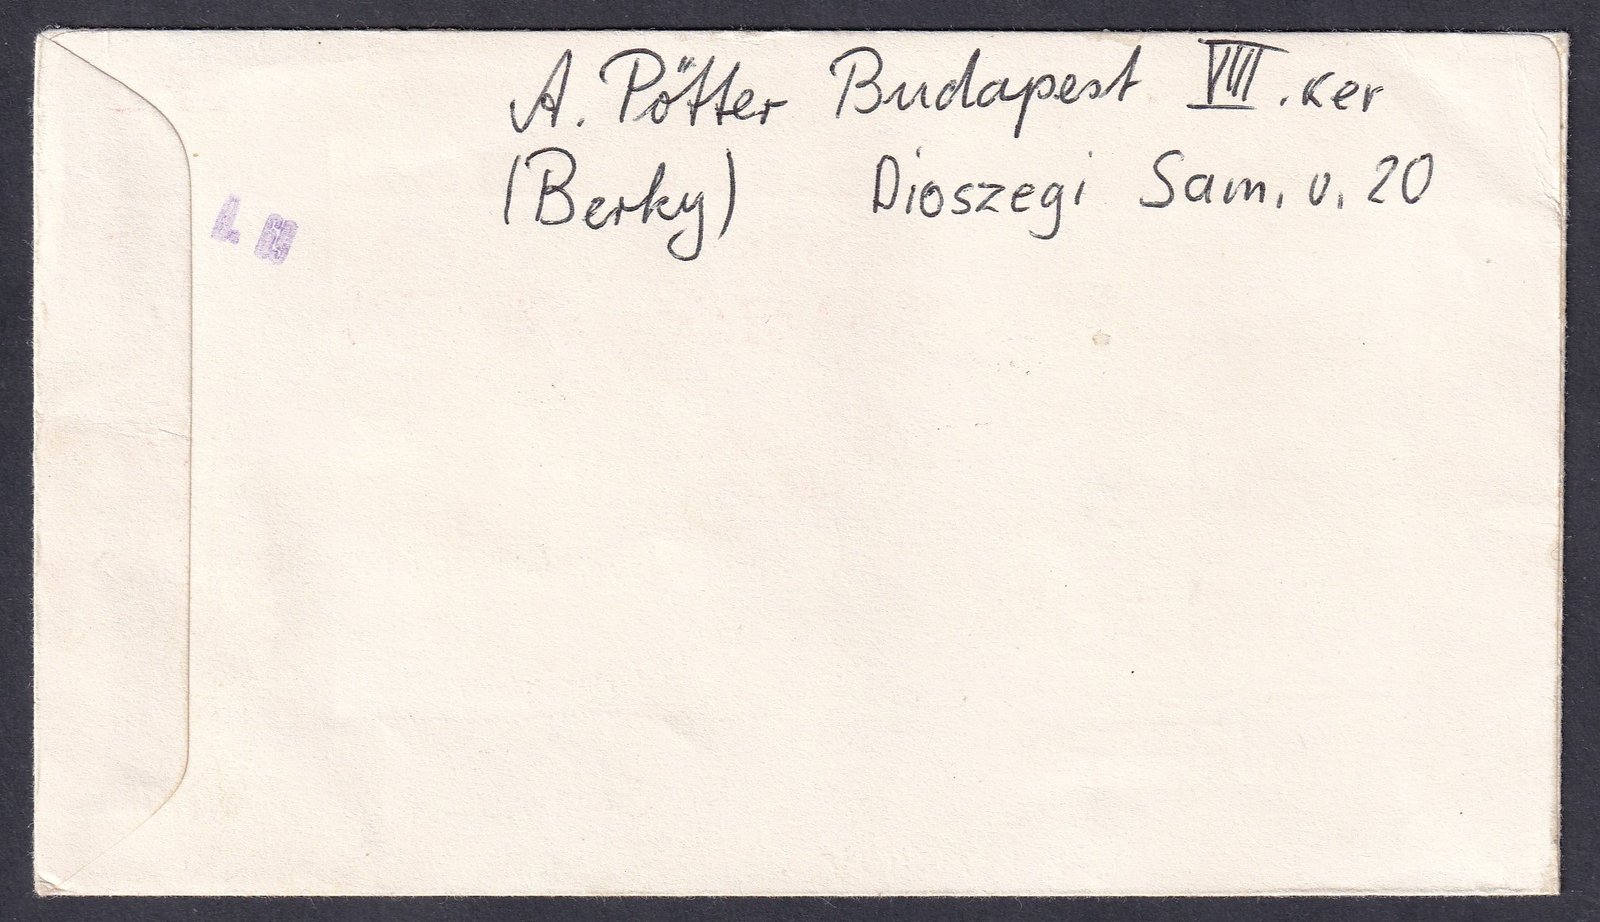 A. Pötter Budapest VIII. ker
(Berky) Dioszegi Sam. u. 20